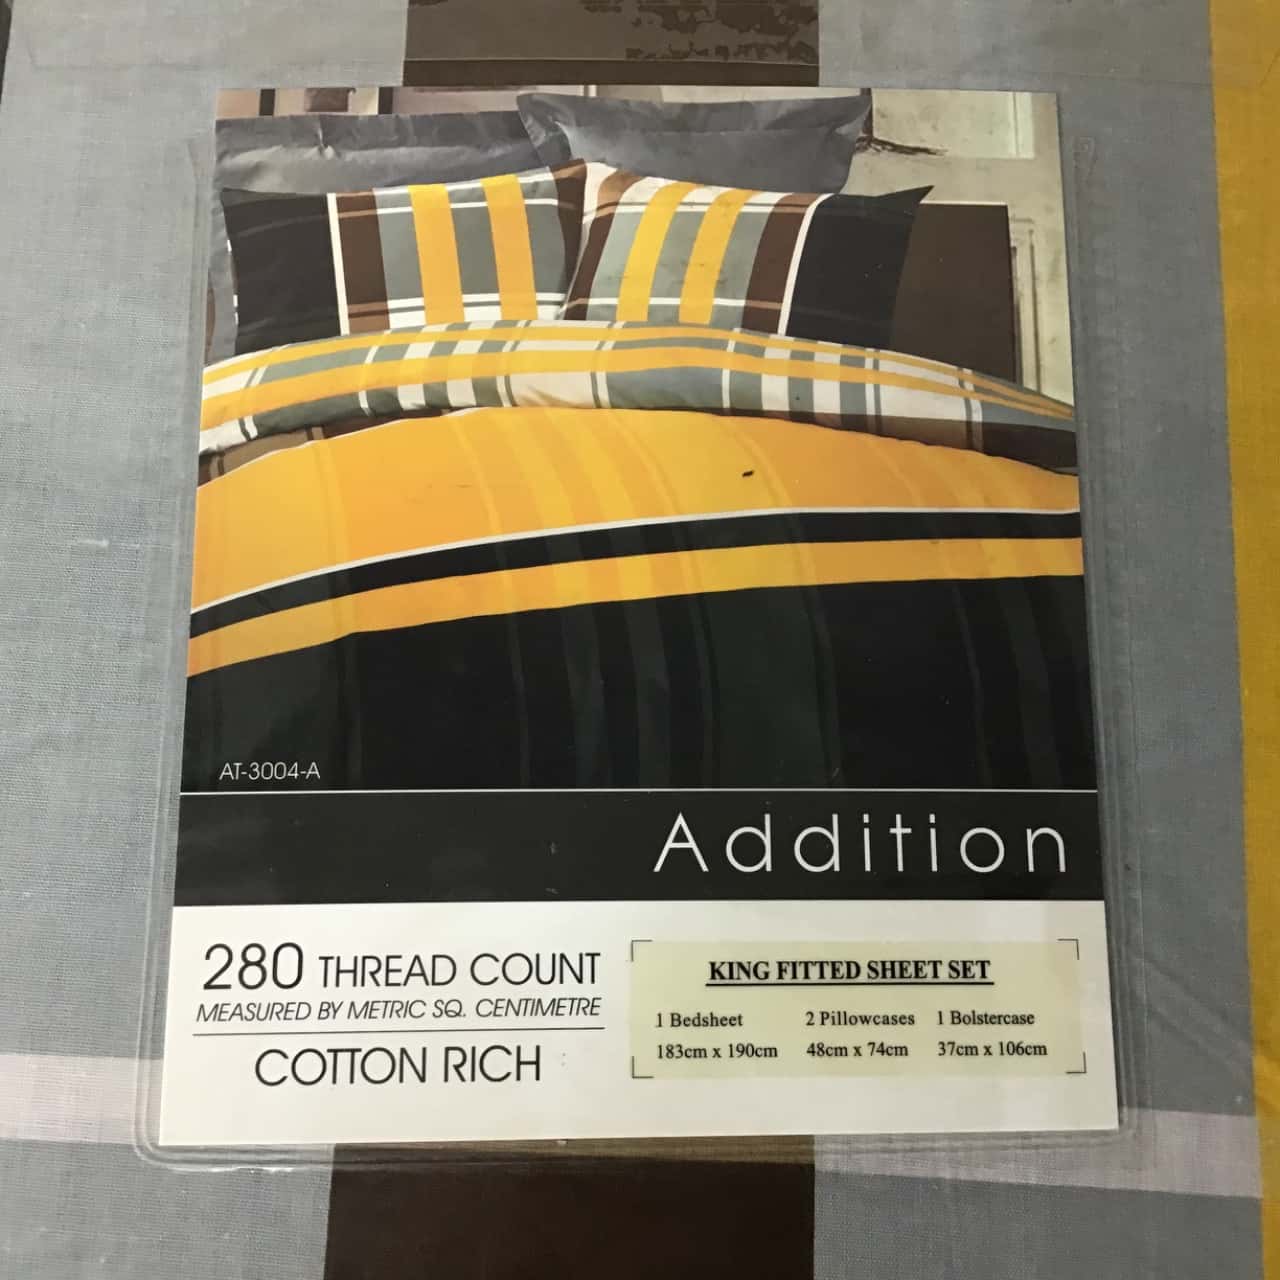 AT-3004-A
Addition
280 THREAD COUNT
MEASURED BY METRIC SQ. CENTIMETRE
COTTON RICH
KING FITTED SHEET SET
1 Bedsheet 2 Pillowcases 1 Bolstercase
183cm x 190cm 48cm x 74cm 37cm x 106cm